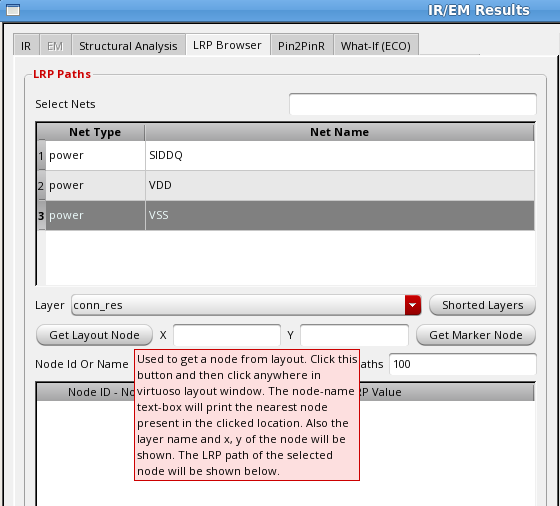 IR/EM Results
IR EM Structural Analysis LRP Browser Pin2PinR What-If (ECO)
LRP Paths
Select Nets
Net Type Net Name
1 power SIDDQ
2 power VDD
3 power VSS
Layer conn_res Shorted Layers
Get Layout Node X Y Get Marker Node
Node Id Or Name aths 100
Node ID - No RP Value
Used to get a node from layout. Click this
button and then click anywhere in
virtuoso layout window. The node-name
text-box will print the nearest node
present in the clicked location. Also the
layer name and x, y of the node will be
shown. The LRP path of the selected
node will be shown below.